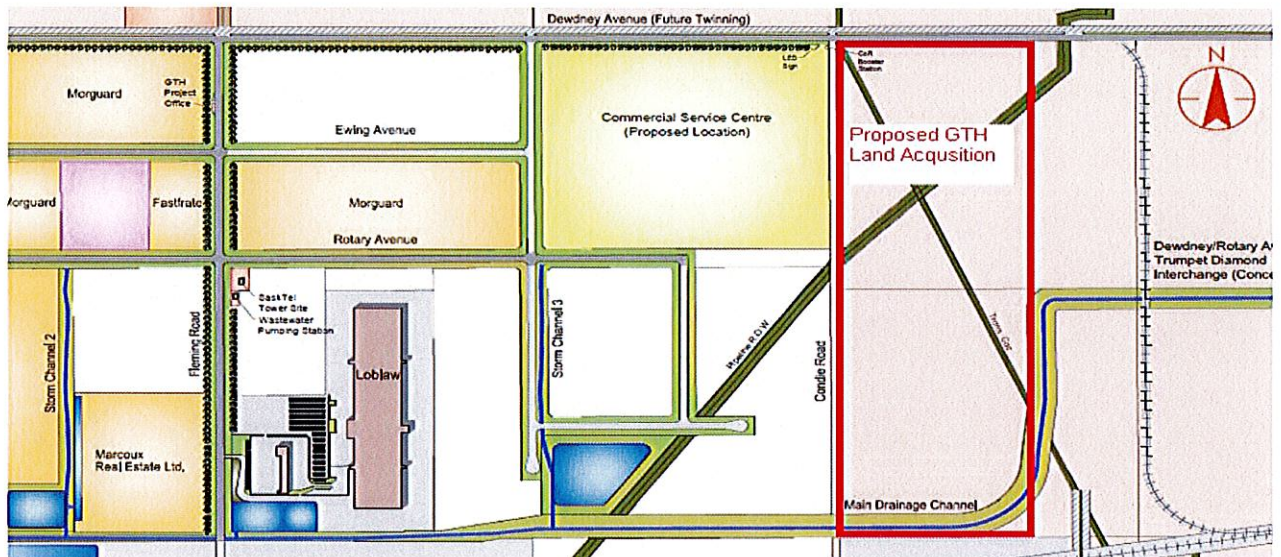 Dewdney Avenue (Future Twinning)
Morguard
GTH
Project
Office
Ewing Avenue
Commercial Service Centre
(Proposed Location)
LED
Sign
CoR
Booster
Station
N
Proposed GTH
Land Acqusition
Morguard
Fastfrate
Morguard
Rotary Avenue
Dewdney/Rotary Av
Trumpet Diamond
Interchange (Conce
SaskTel
Tower Site
Wastewater
Pumping Station
Storm Channel 2
Fleming Road
Loblaw
Storm Channel 3
Pipeline R.O.W
Condie Road
Marcoux
Real Estate Ltd,
Main Drainage Channel